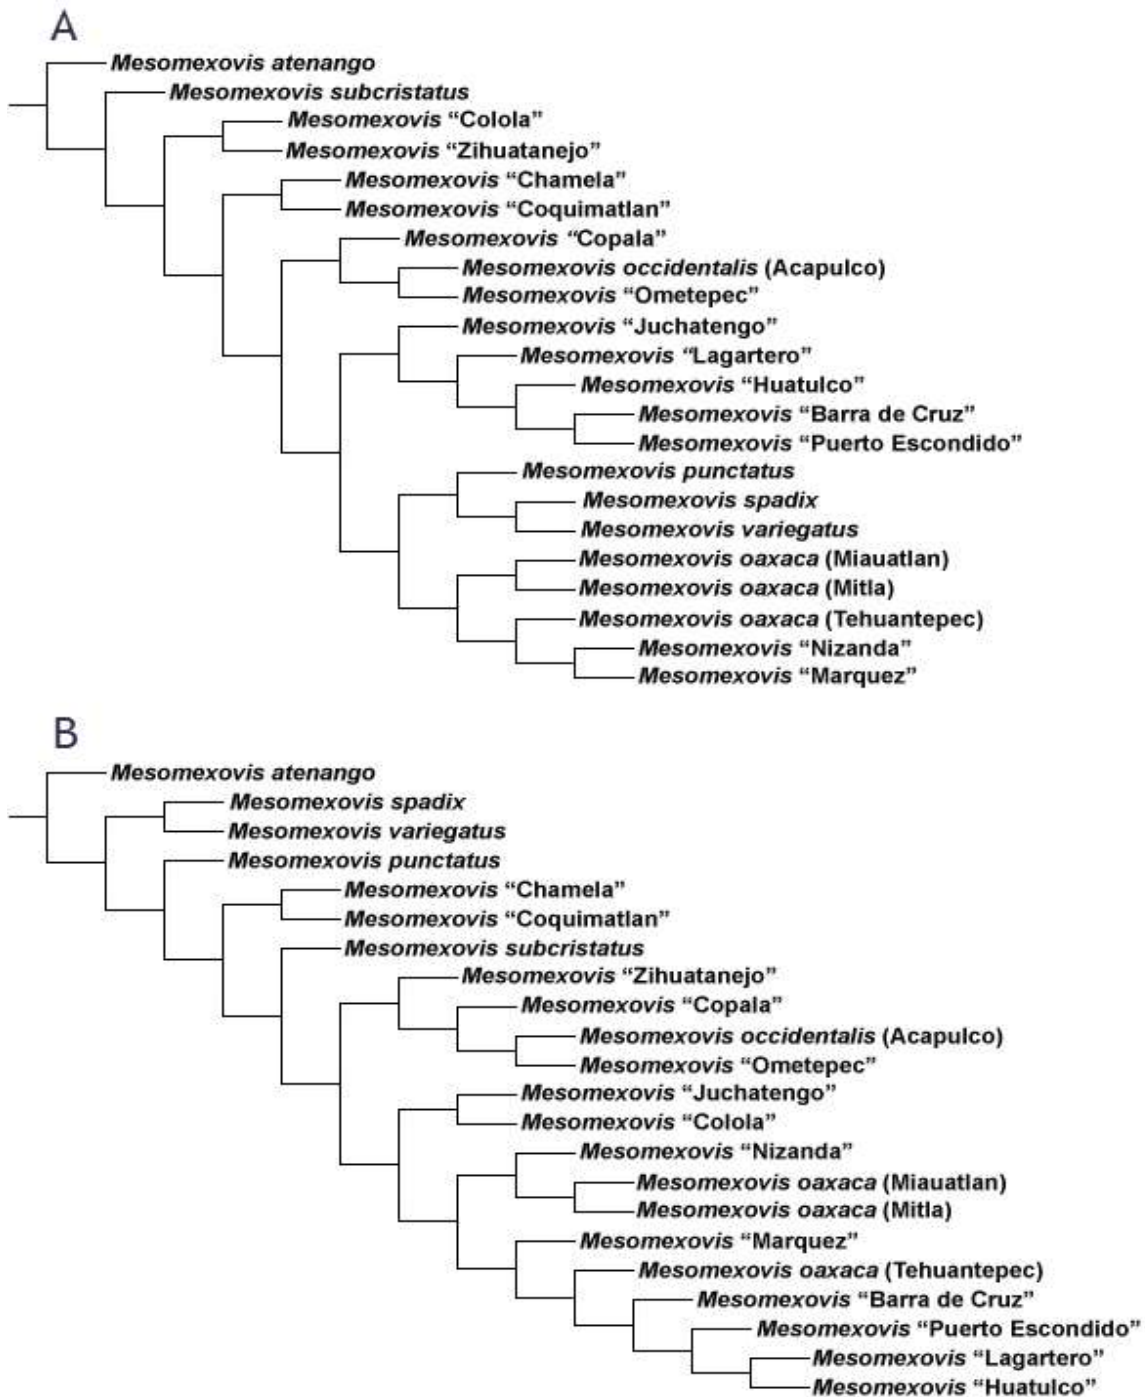 A
Mesomexovis atenango
Mesomexovis subcristatus
Mesomexovis “Colola”
Mesomexovis “Zihuatanejo”
Mesomexovis “Chamela”
Mesomexovis “Coquimatlan”
Mesomexovis “Copala”
Mesomexovis occidentalis (Acapulco)
Mesomexovis “Ometepec”
Mesomexovis “Juchatengo”
Mesomexovis “Lagartero”
Mesomexovis “Huatulco”
Mesomexovis “Barra de Cruz”
Mesomexovis “Puerto Escondido”
Mesomexovis punctatus
Mesomexovis spadix
Mesomexovis variegatus
Mesomexovis oaxaca (Miauatlan)
Mesomexovis oaxaca (Mitla)
Mesomexovis oaxaca (Tehuantepec)
Mesomexovis “Nizanda”
Mesomexovis “Marquez”
B
Mesomexovis atenango
Mesomexovis spadix
Mesomexovis variegatus
Mesomexovis punctatus
Mesomexovis “Chamela”
Mesomexovis “Coquimatlan”
Mesomexovis subcristatus
Mesomexovis “Zihuatanejo”
Mesomexovis “Copala”
Mesomexovis occidentalis (Acapulco)
Mesomexovis “Ometepec”
Mesomexovis “Juchatengo”
Mesomexovis “Colola”
Mesomexovis “Nizanda”
Mesomexovis oaxaca (Miauatlan)
Mesomexovis oaxaca (Mitla)
Mesomexovis “Marquez”
Mesomexovis oaxaca (Tehuantepec)
Mesomexovis “Barra de Cruz”
Mesomexovis “Puerto Escondido”
Mesomexovis “Lagartero”
Mesomexovis “Huatulco”